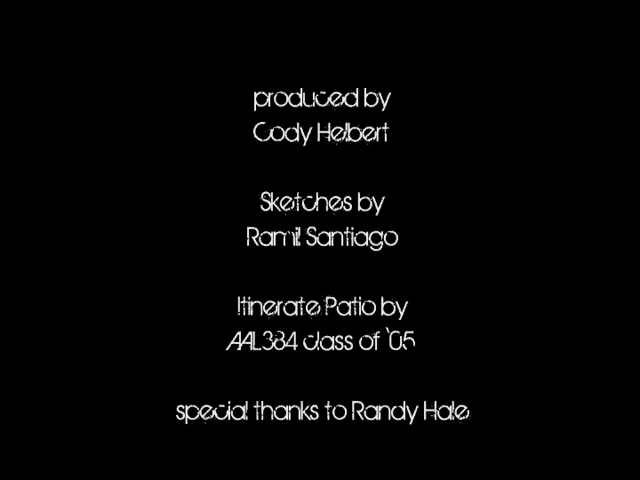 produced by
Cody Helbert
Sketches by
Ramil Santiago
Itinerate Patio by
AAL384 class of '05
special thanks to Randy Hale